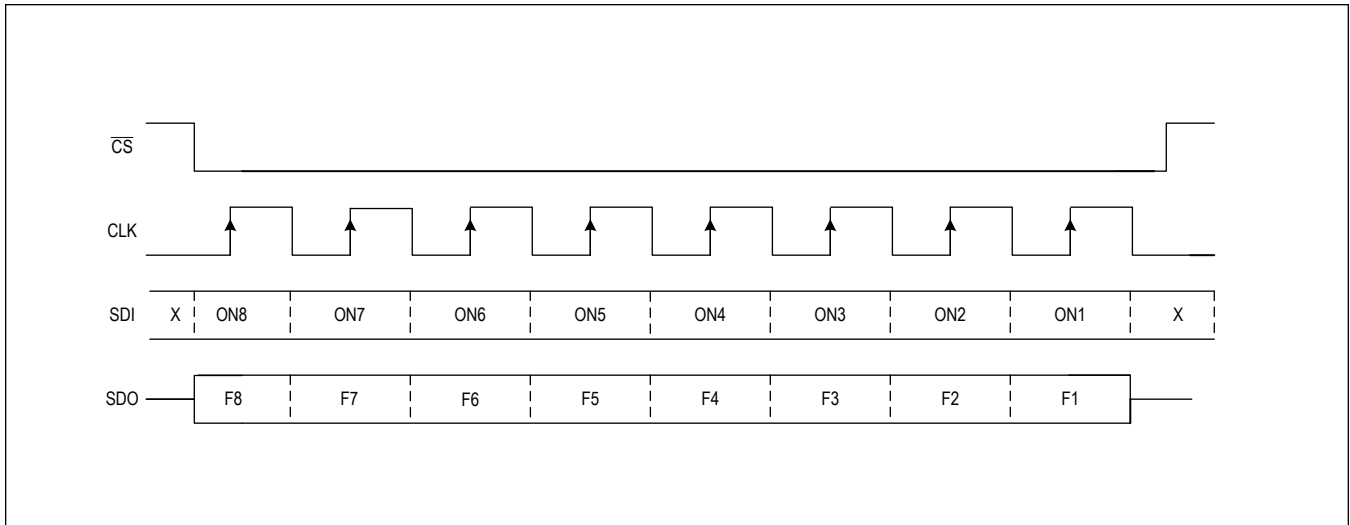 CS
CLK
SDI X ON8 ON7 ON6 ON5 ON4 ON3 ON2 ON1 X
SDO F8 F7 F6 F5 F4 F3 F2 F1